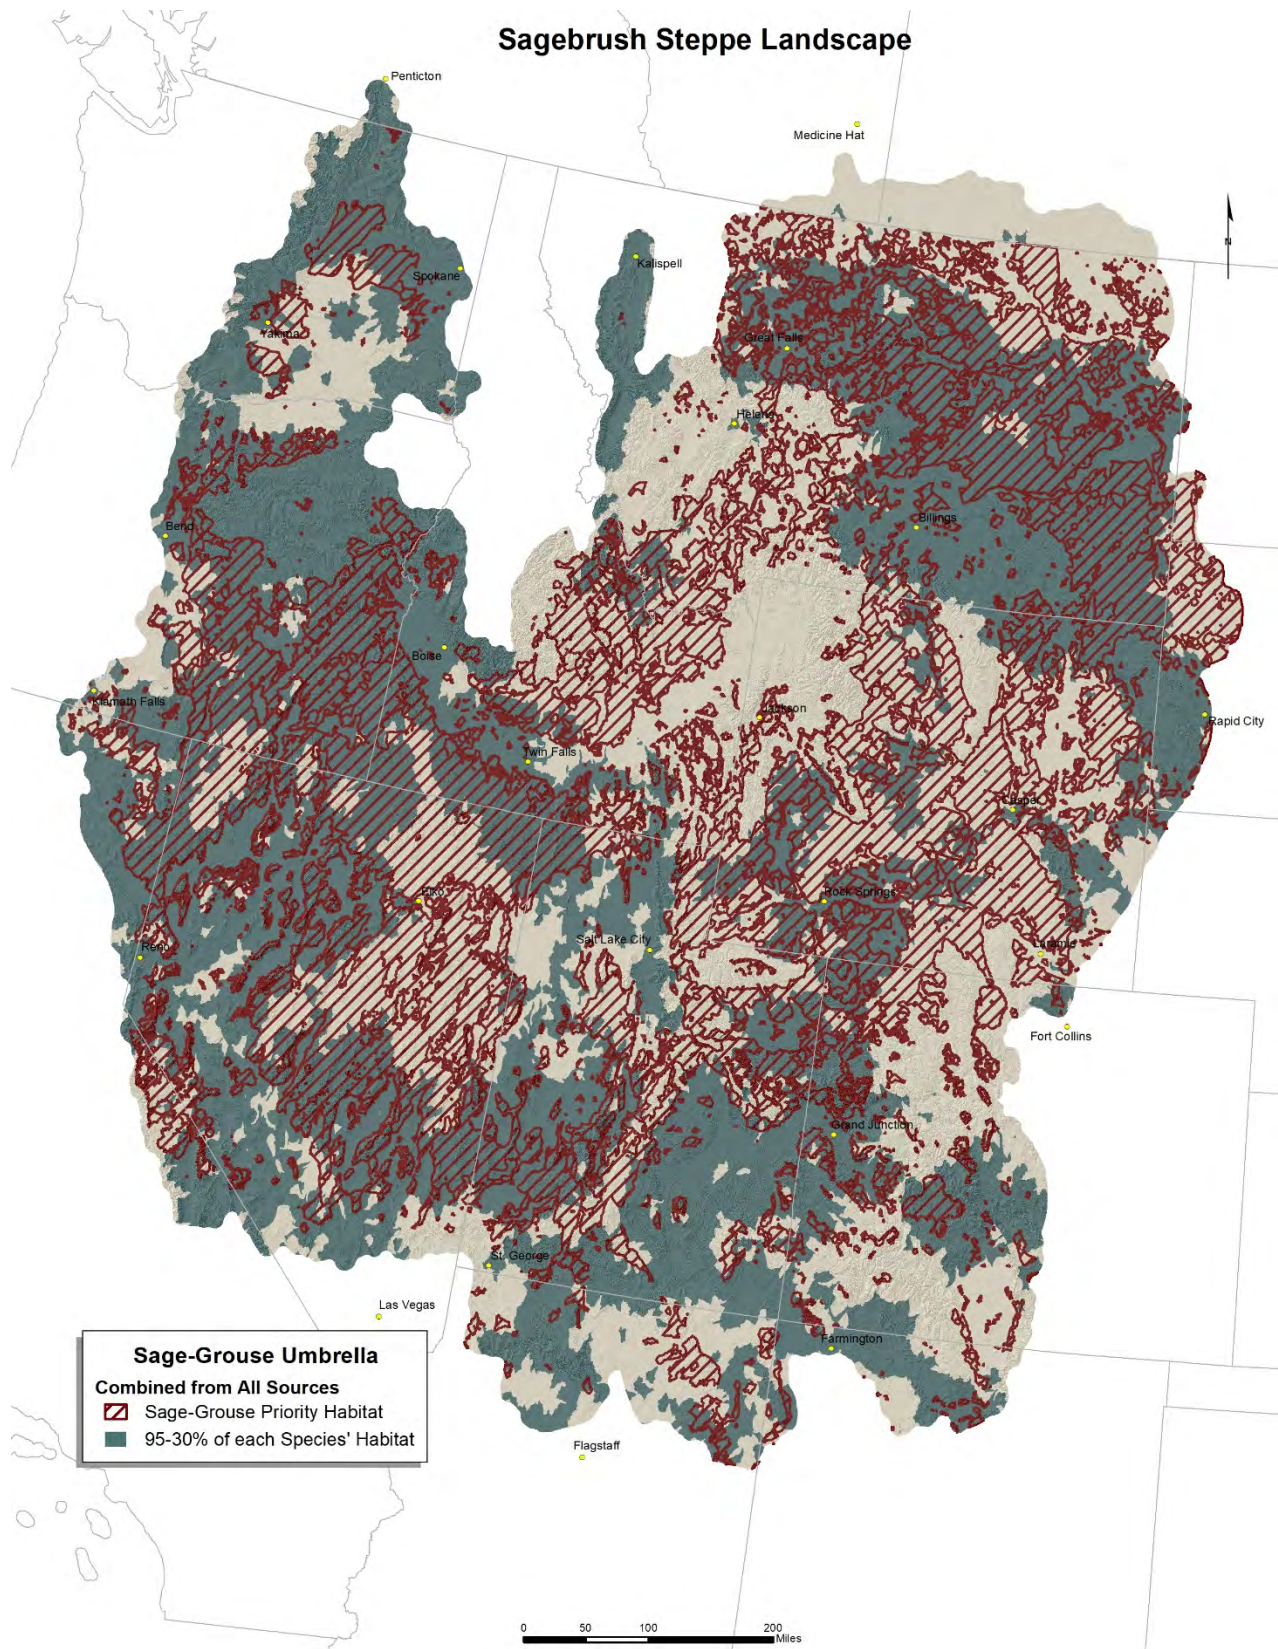 Sagebrush Steppe Landscape
Penticton
Medicine Hat
N
Kalispell
Spokane
Yakima
Great Falls
Helena
Billings
Bend
Boise
Klamath Falls
Jackson
Rapid City
Twin Falls
Casper
Elko
Rock Springs
Reno
Salt Lake City
Laramie
Fort Collins
Grand Junction
St. George
Las Vegas
Farmington
Sage-Grouse Umbrella
Combined from All Sources
Sage-Grouse Priority Habitat
95-30% of each Species' Habitat
Flagstaff
0 50 100 200
Miles